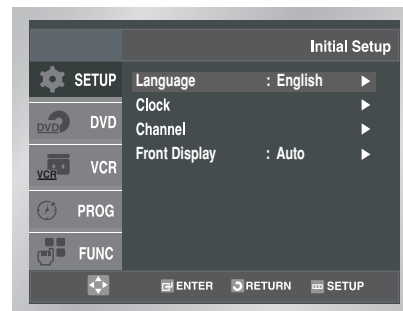 Initial Setup
SETUP
Language : English
Clock
DVD DVD
Channel
Front Display : Auto
VCR VCR
PROG
FUNC
ENTER RETURN SETUP